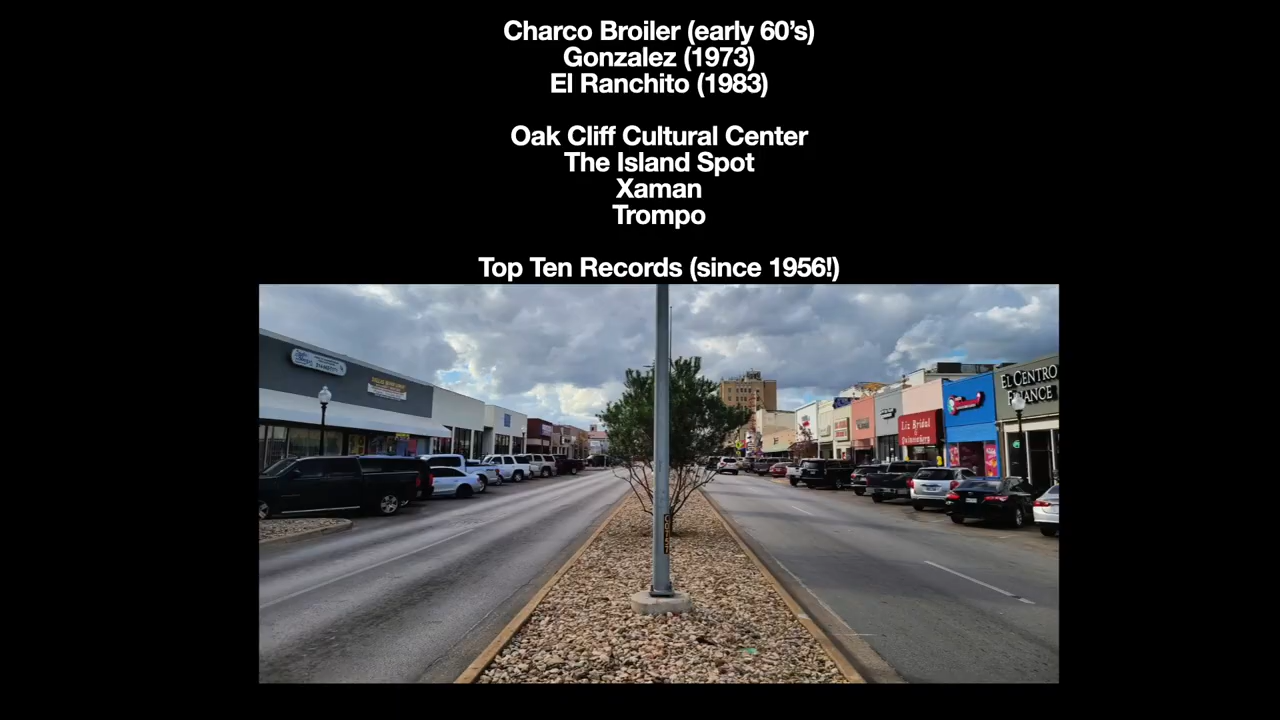 Charco Broiler (early 60’s)
Gonzalez (1973)
El Ranchito (1983)
Oak Cliff Cultural Center
The Island Spot
Xaman
Trompo
Top Ten Records (since 1956!)
EL CENTRO
FINANCE
Liz Bridal